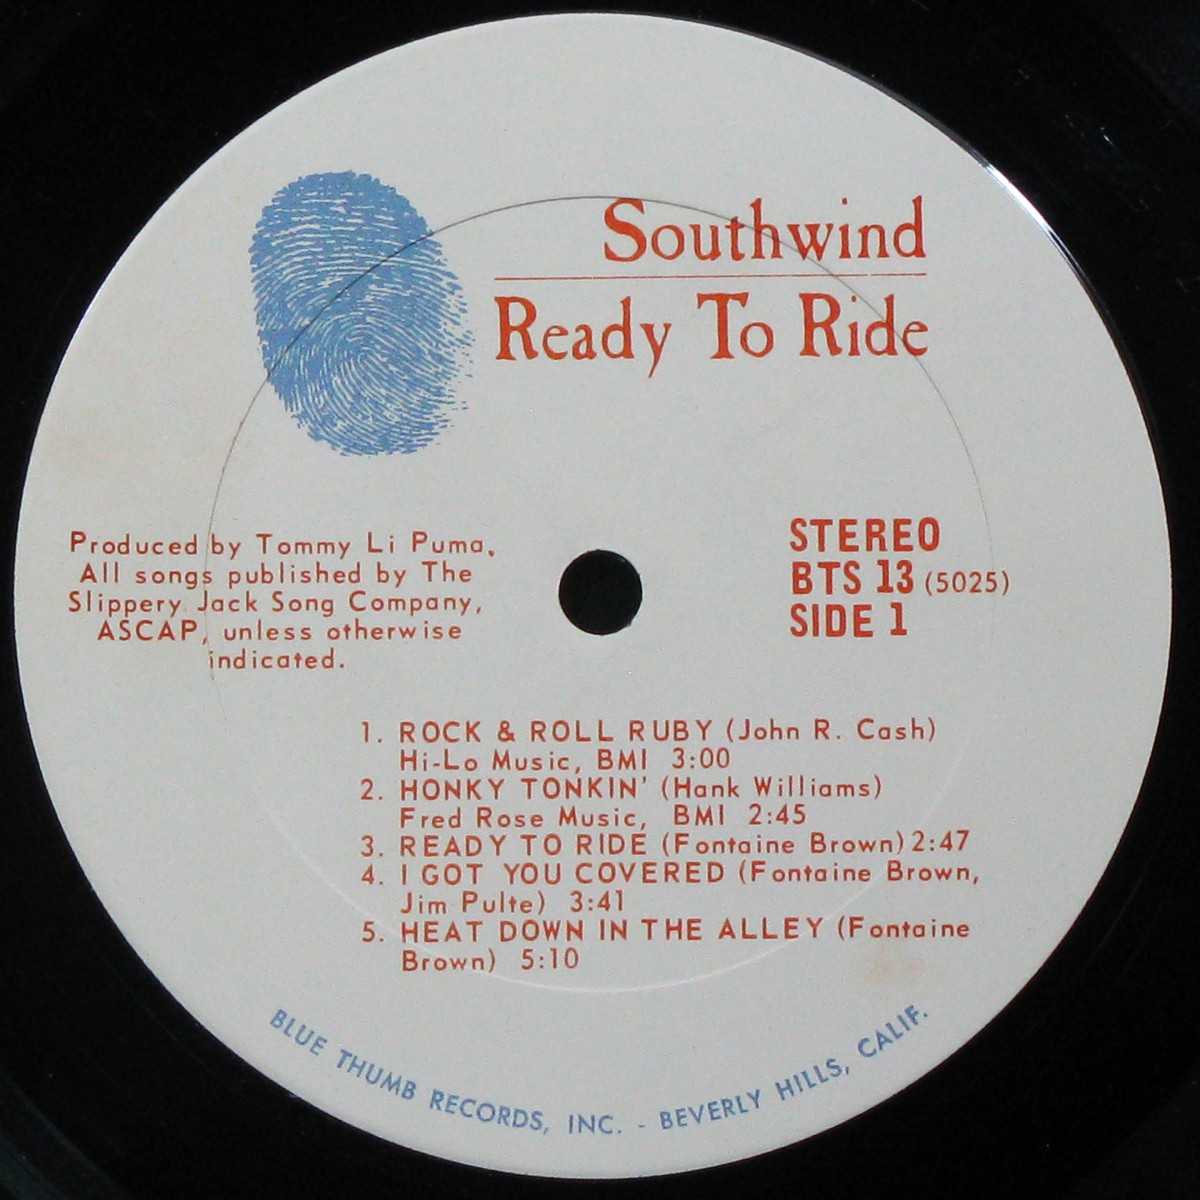 Southwind
Ready To Ride
Produced by Tommy Li Puma.
All songs published by The
Slippery Jack Song Company,
ASCAP, unless otherwise
indicated.
STEREO
BTS 13 (5025)
SIDE 1
1. ROCK & ROLL RUBY (John R. Cash)
Hi-Lo Music, BMI 3:00
2. HONKY TONKIN' (Hank Williams)
Fred Rose Music, BMI 2:45
3. READY TO RIDE (Fontaine Brown) 2:47
4. I GOT YOU COVERED (Fontaine Brown,
Jim Pulte) 3:41
5. HEAT DOWN IN THE ALLEY (Fontaine
Brown) 5:10
BLUE THUMB RECORDS, INC. - BEVERLY HILLS, CALIF.